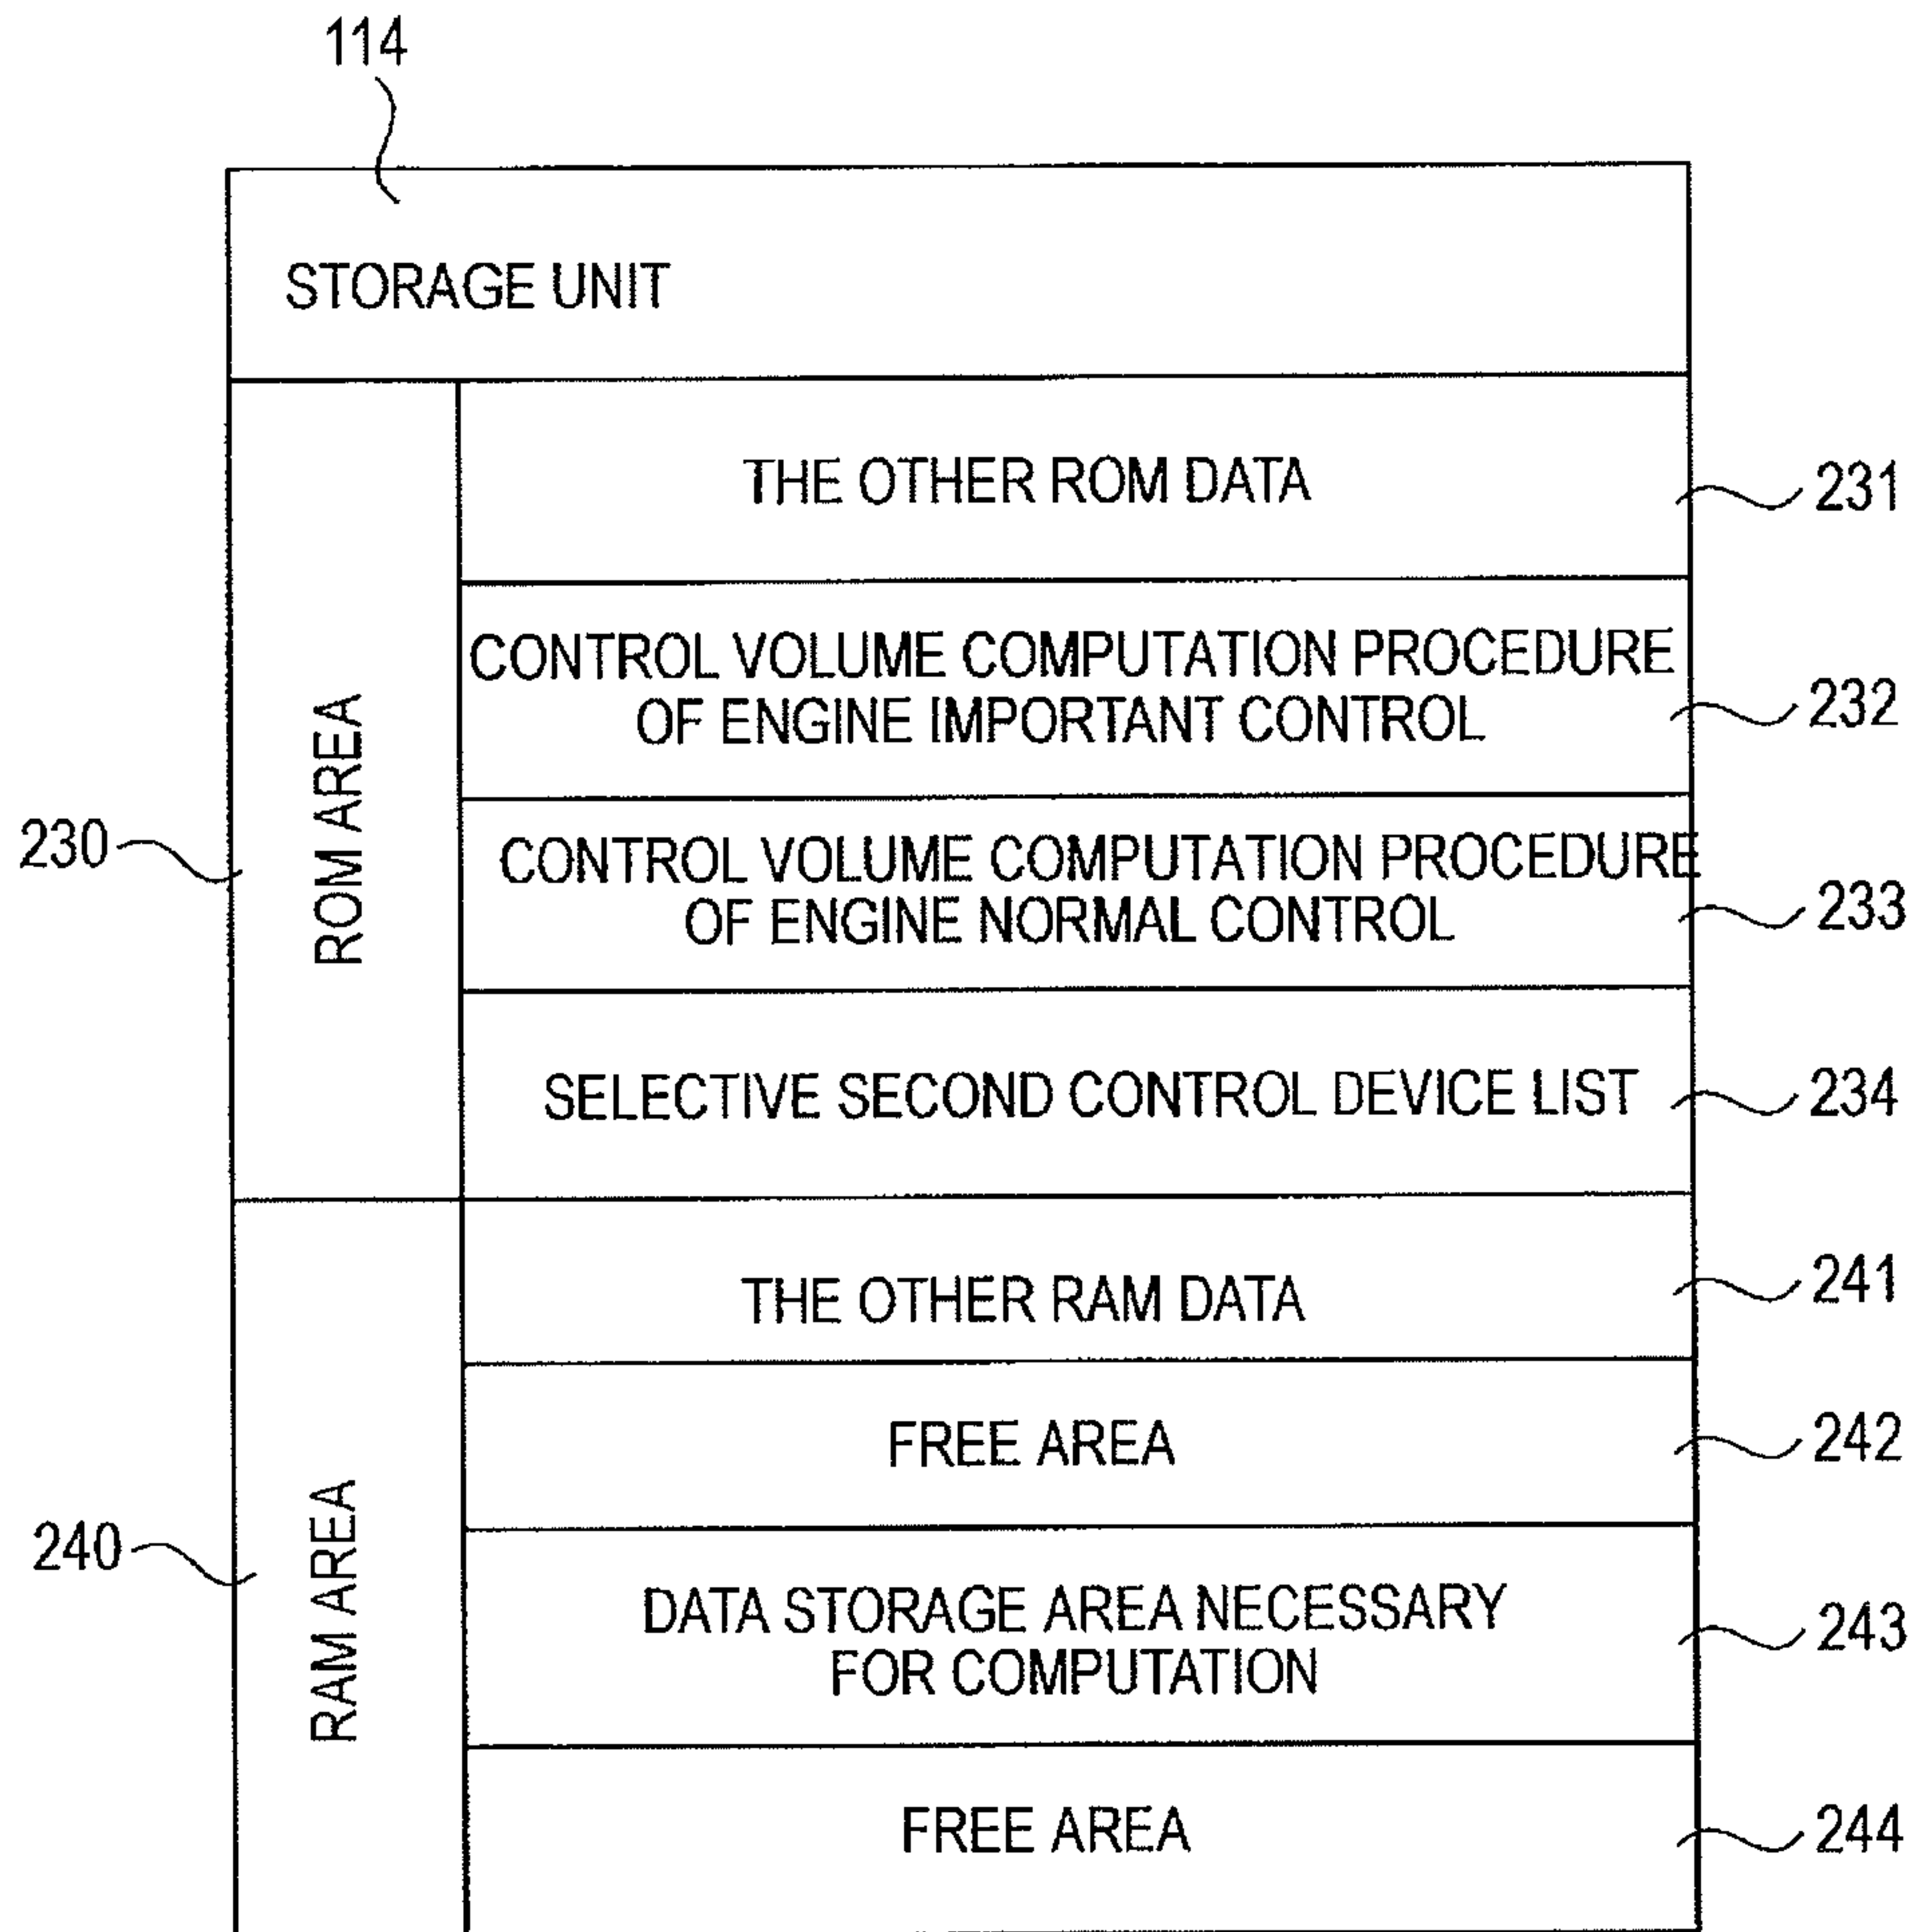 114
STORAGE UNIT
ROM AREA
230
THE OTHER ROM DATA
231
CONTROL VOLUME COMPUTATION PROCEDURE
OF ENGINE IMPORTANT CONTROL
232
CONTROL VOLUME COMPUTATION PROCEDURE
OF ENGINE NORMAL CONTROL
233
SELECTIVE SECOND CONTROL DEVICE LIST
234
RAM AREA
240
THE OTHER RAM DATA
241
FREE AREA
242
DATA STORAGE AREA NECESSARY
FOR COMPUTATION
243
FREE AREA
244